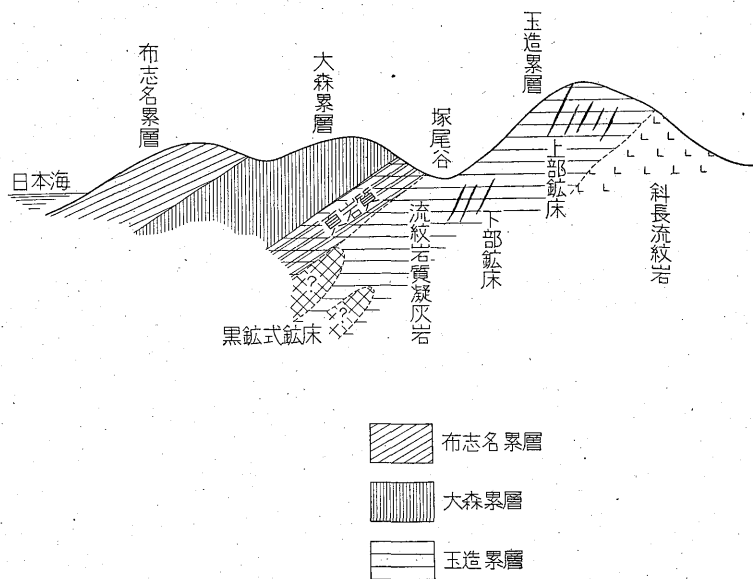 玉造累層
布志名累層
大森累層
塚尾谷
日本海
上部鉱床
斜長流紋岩
頁岩質
流紋岩質凝灰岩
下部鉱床
?
?
黒鉱式鉱床
布志名累層
大森累層
玉造累層